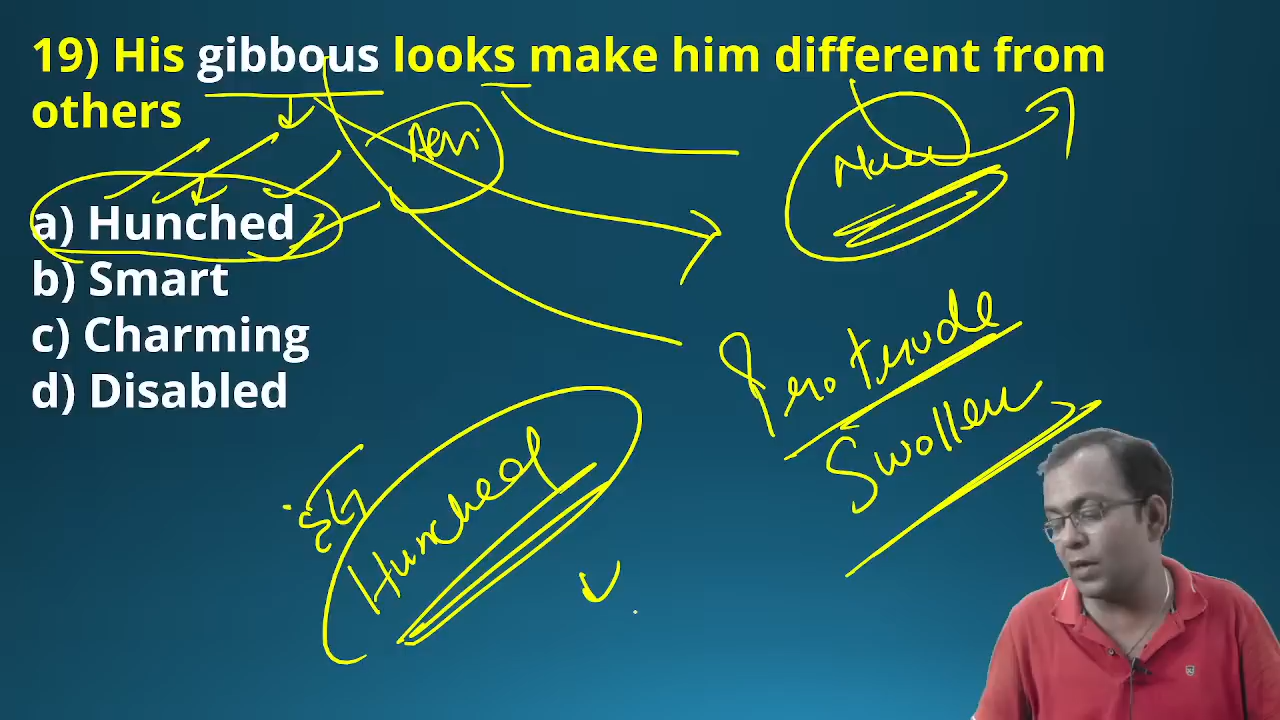 19) His gibbous looks make him different from
others
a) Hunched
b) Smart
c) Charming
d) Disabled
Protrude
Swollen
Hunched